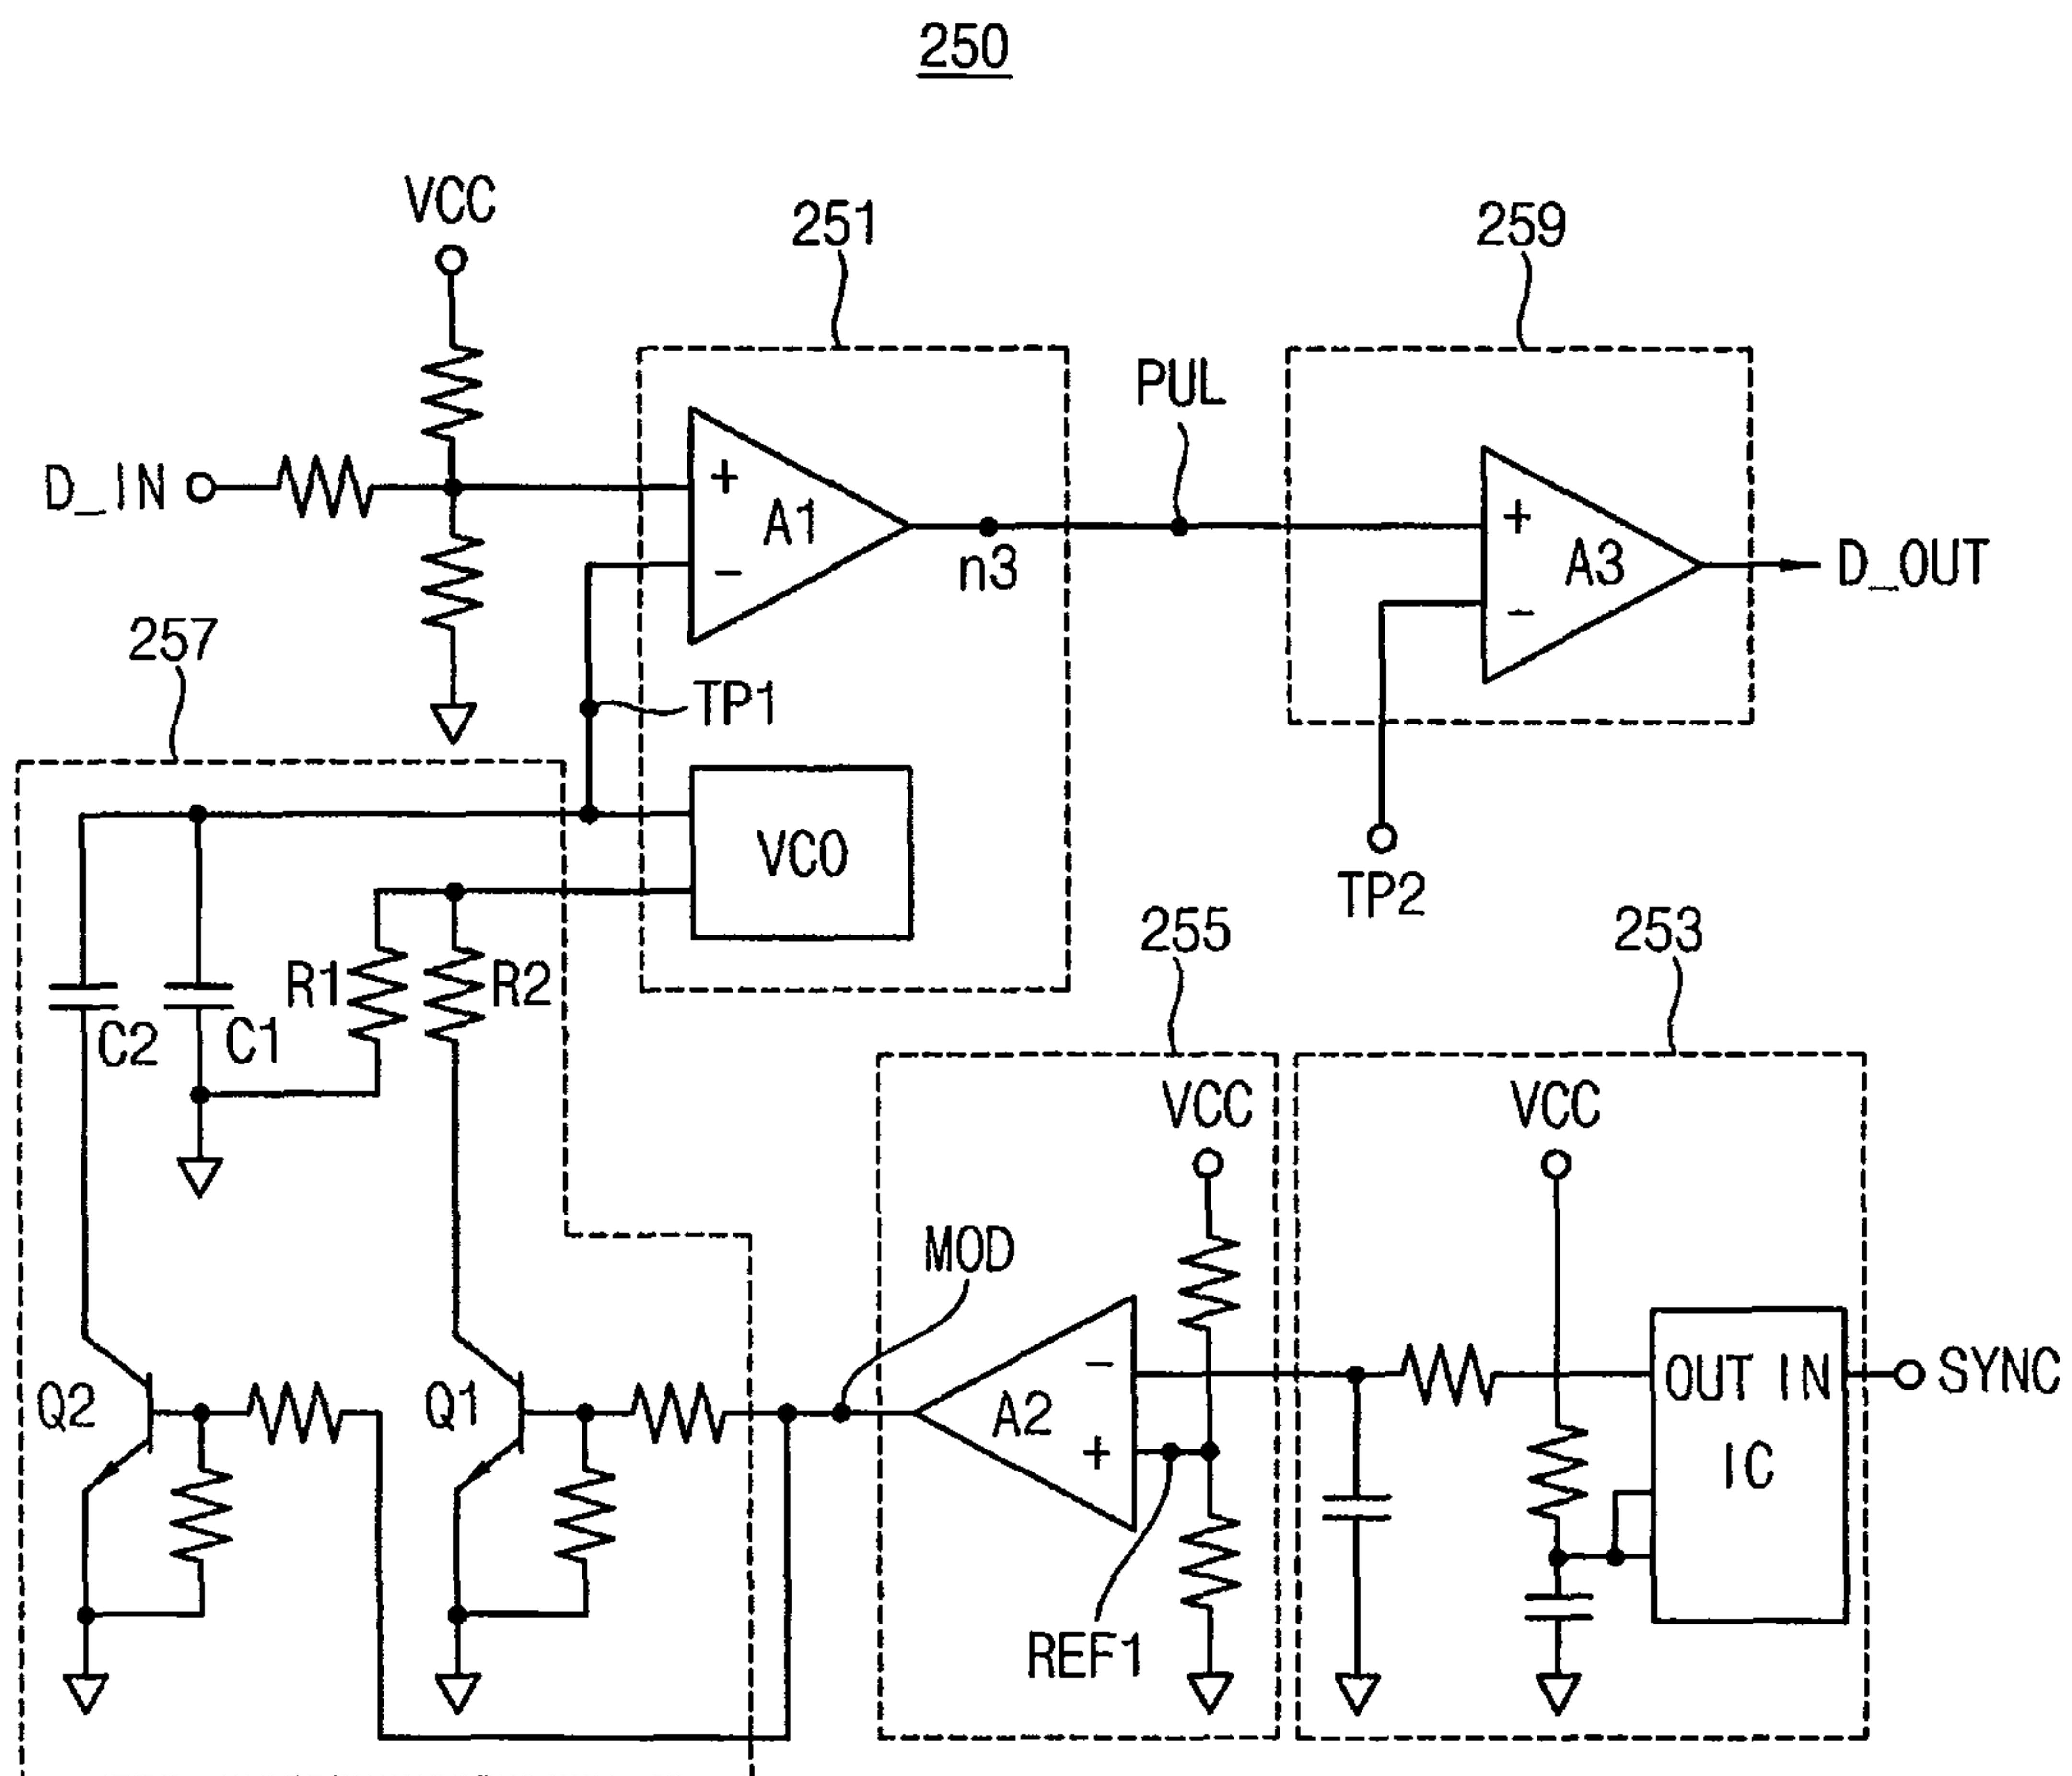 250
VCC
251
259
PUL
D_IN
+
A1
-
n3
+
A3
-
D_OUT
257
TP1
VCO
TP2
255
253
R1
R2
C2
C1
VCC
VCC
MOD
Q2
Q1
-
A2
+
OUT IN
IC
SYNC
REF1